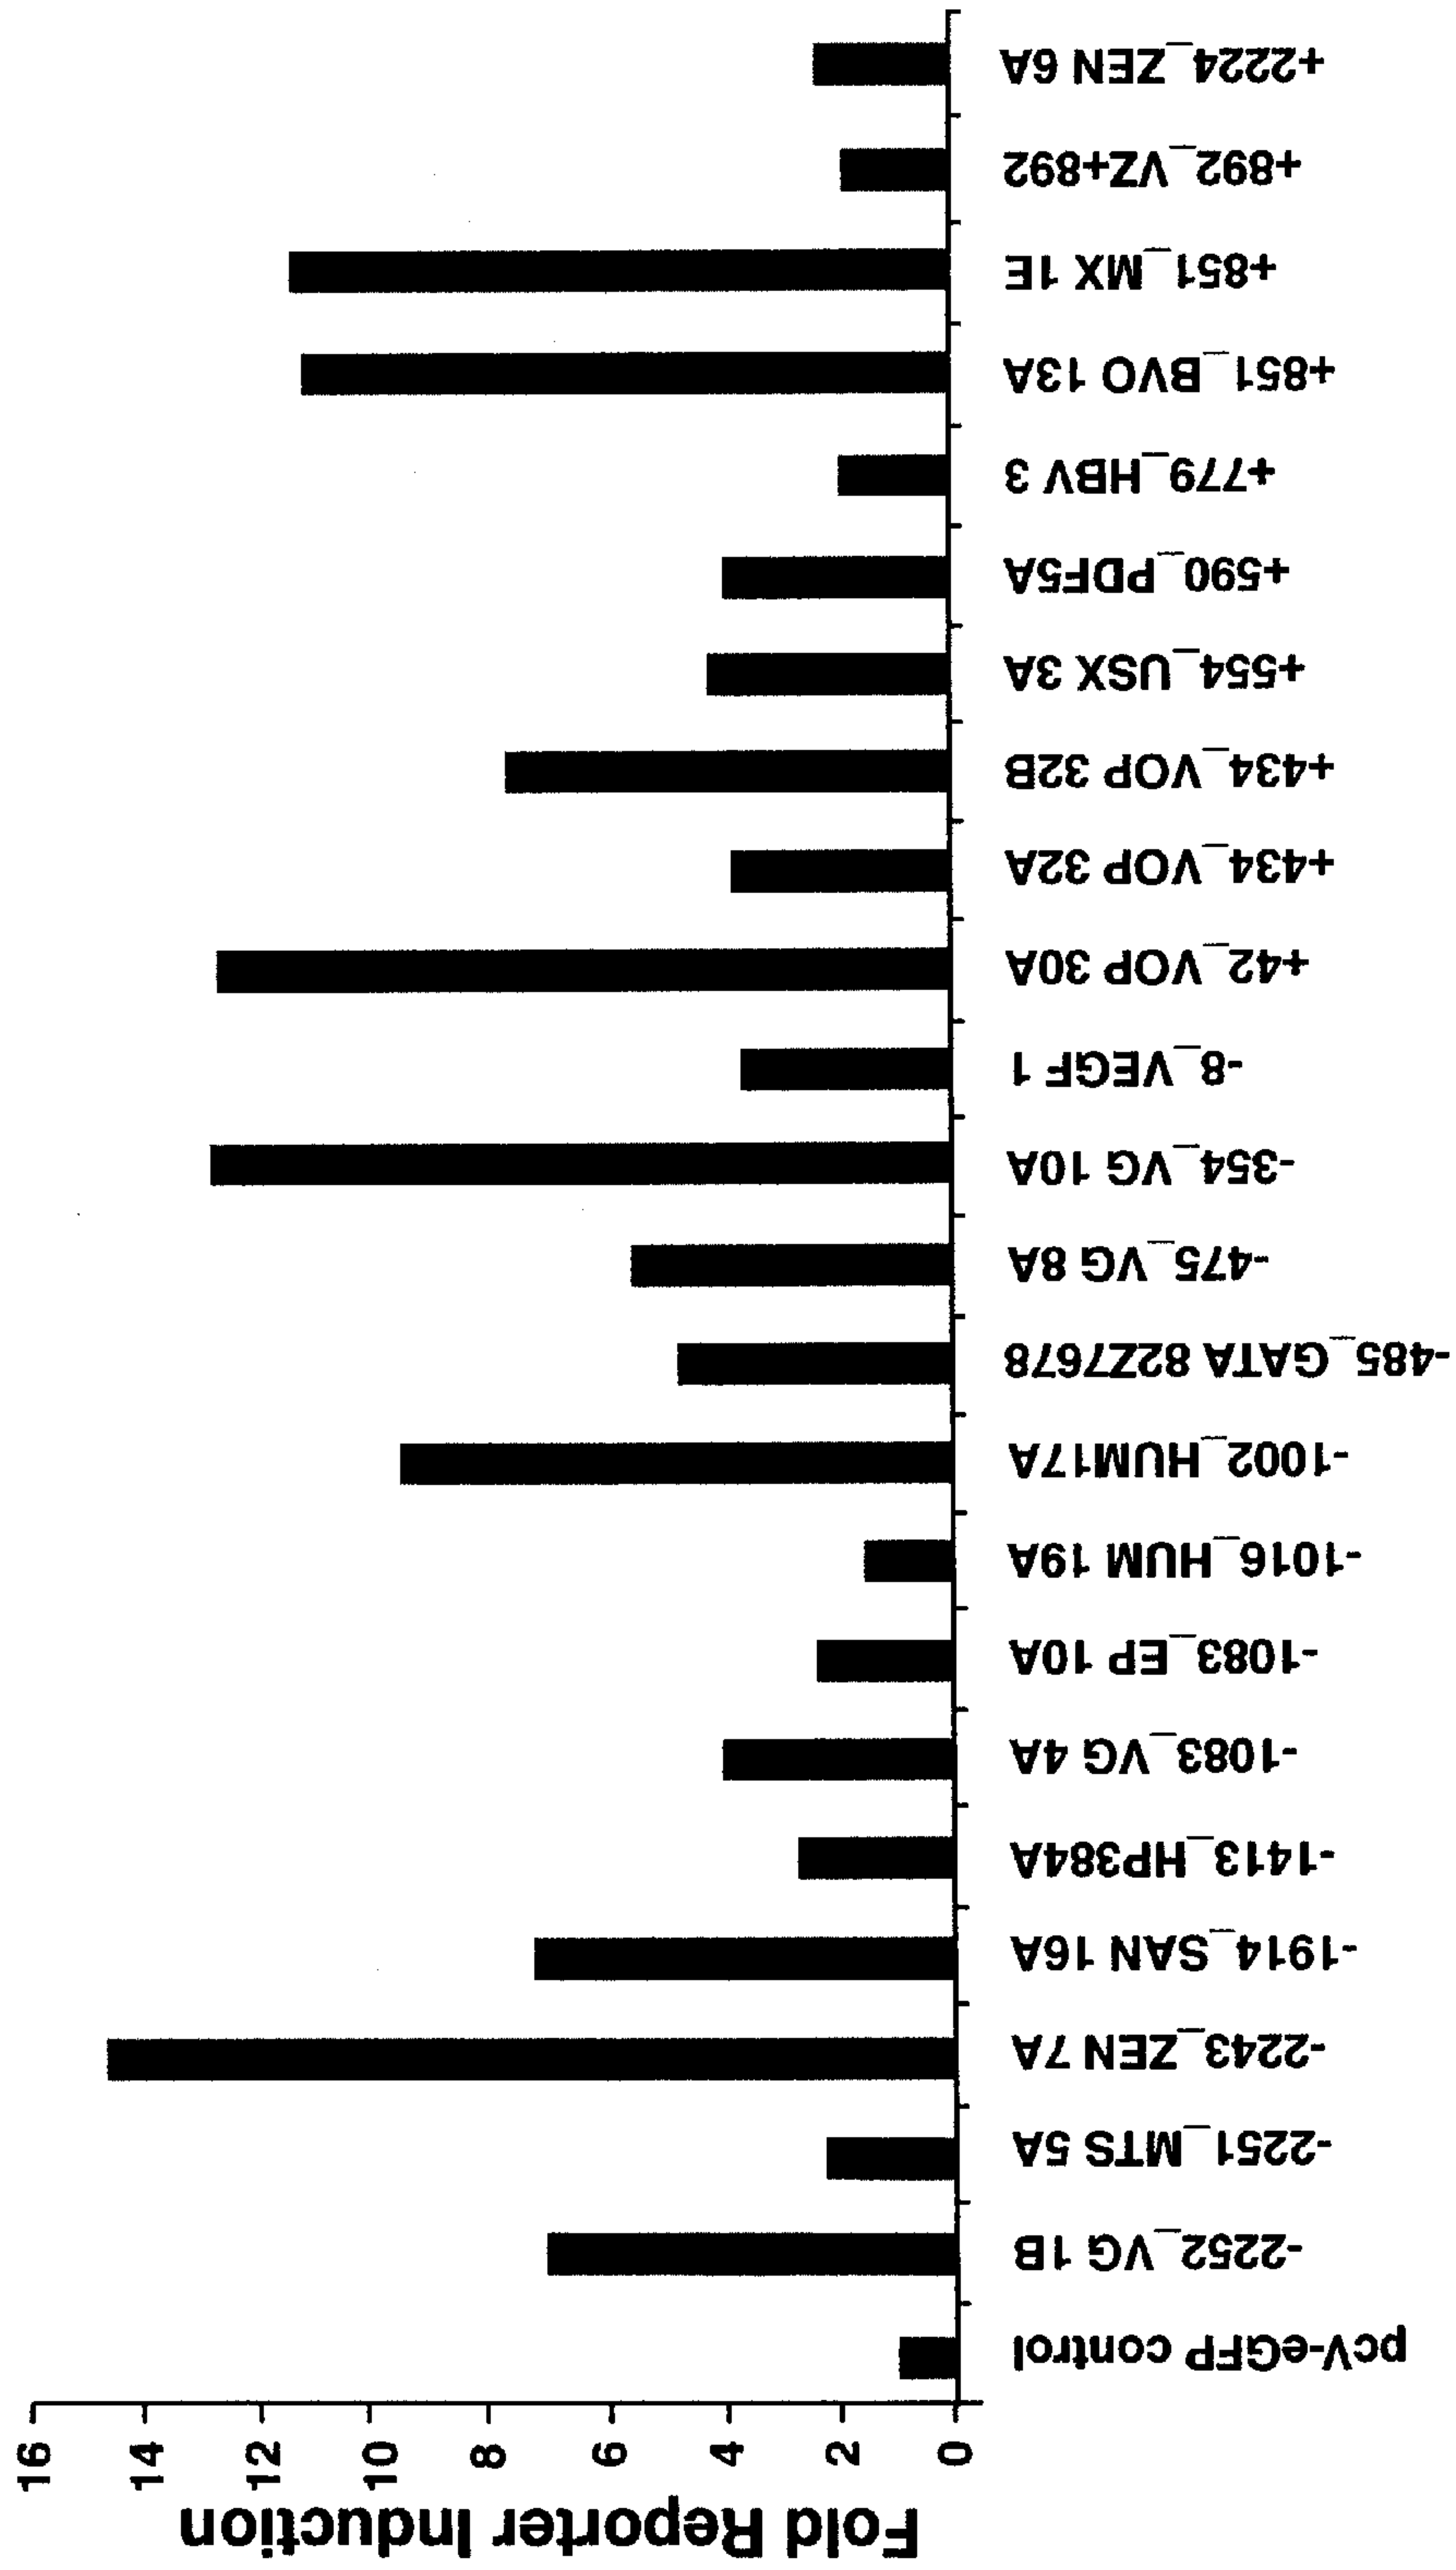 Fold Reporter Induction
16
14
12
10
8
6
4
2
0
pcV-eGFP control
-2252_VG 1B
-2251_MTS 5A
-2243_ZEN 7A
-1914_SAN 16A
-1413_HP384A
-1083_VG 4A
-1083_EP 10A
-1016_HUM 19A
-1002_HUM17A
-485_GATA 82Z7678
-475_VG 8A
-354_VG 10A
-8_VEGF 1
+42_VOP 30A
+434_VOP 32A
+434_VOP 32B
+554_USX 3A
+590_PDF5A
+779_HBV 3
+851_BVO 13A
+851_MX 1E
+892_VZ+892
+2224_ZEN 6A